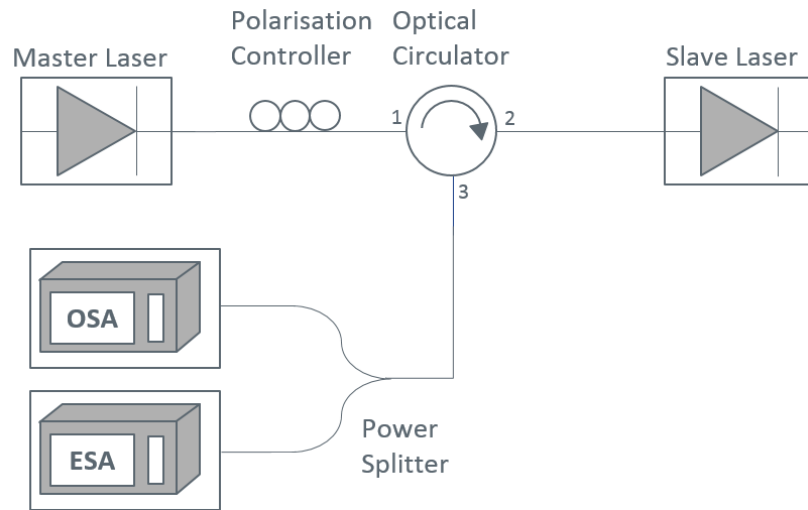 Polarisation
Controller
Optical
Circulator
Master Laser
Slave Laser
1
2
3
OSA
ESA
Power
Splitter